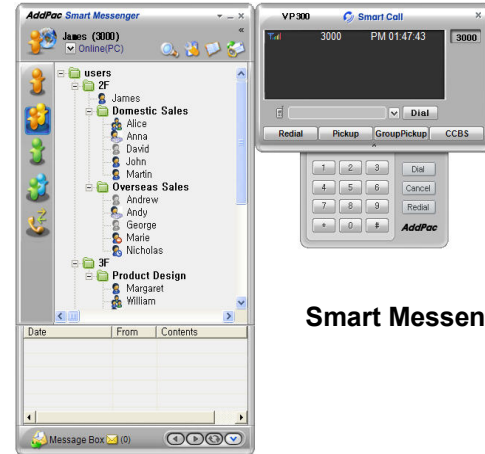 AddPac Smart Messenger
James (3000)
Online(PC)
users
2F
James
Domestic Sales
Alice
Anna
David
John
Martin
Overseas Sales
Andrew
Andy
George
Marie
Nicholas
3F
Product Design
Margaret
William
Date From Contents
Message Box (0)
VP300 Smart Call
3000 PM 01:47:43 3000
Dial
Redial Pickup GroupPickup CCBS
1 2 3 Dial
4 5 6 Cancel
7 8 9 Redial
* 0 # AddPac
Smart Messen